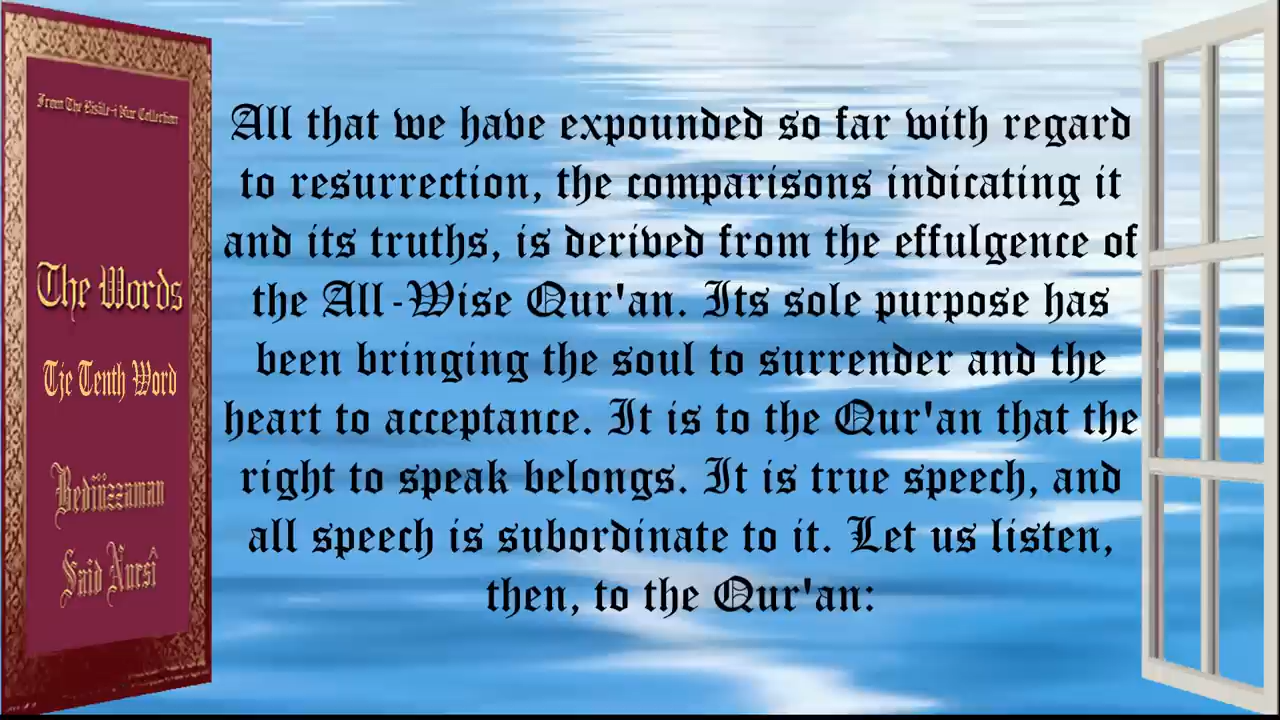 From The Risâle-i Nur Collection
The Words
Tje Tenth Word
Bediüzzaman
Said Nursî
All that we have expounded so far with regard
to resurrection, the comparisons indicating it
and its truths, is derived from the effulgence of
the All-Wise Qur'an. Its sole purpose has
been bringing the soul to surrender and the
heart to acceptance. It is to the Qur'an that the
right to speak belongs. It is true speech, and
all speech is subordinate to it. Let us listen,
then, to the Qur'an: